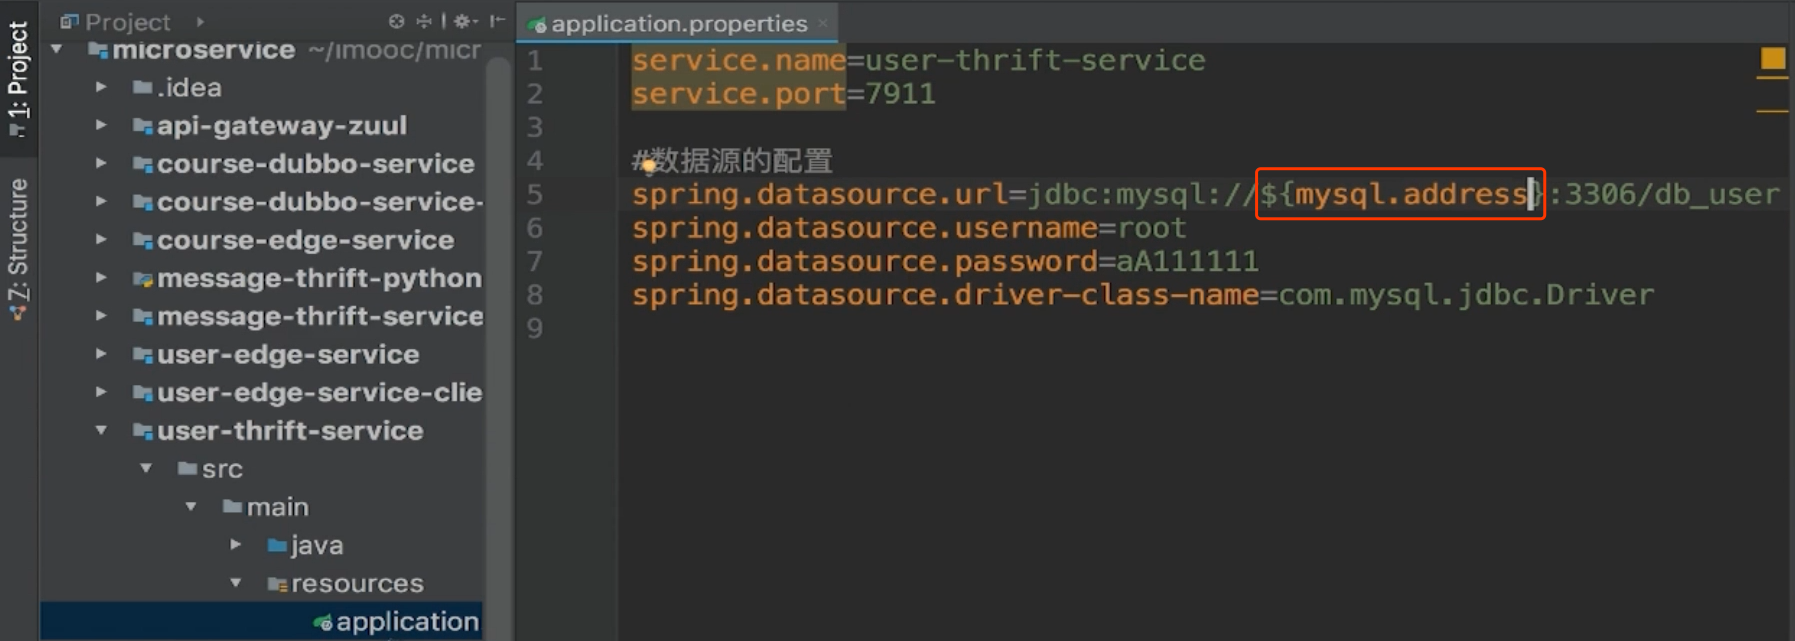 Project
application.properties
1: Project
Z: Structure
microservice ~/imooc/micr
.idea
api-gateway-zuul
course-dubbo-service
course-dubbo-service-
course-edge-service
message-thrift-python
message-thrift-service
user-edge-service
user-edge-service-clie
user-thrift-service
src
main
java
resources
application
1 service.name=user-thrift-service
2 service.port=7911
3
4 #数据源的配置
5 spring.datasource.url=jdbc:mysql://${mysql.address}:3306/db_user
6 spring.datasource.username=root
7 spring.datasource.password=aA111111
8 spring.datasource.driver-class-name=com.mysql.jdbc.Driver
9